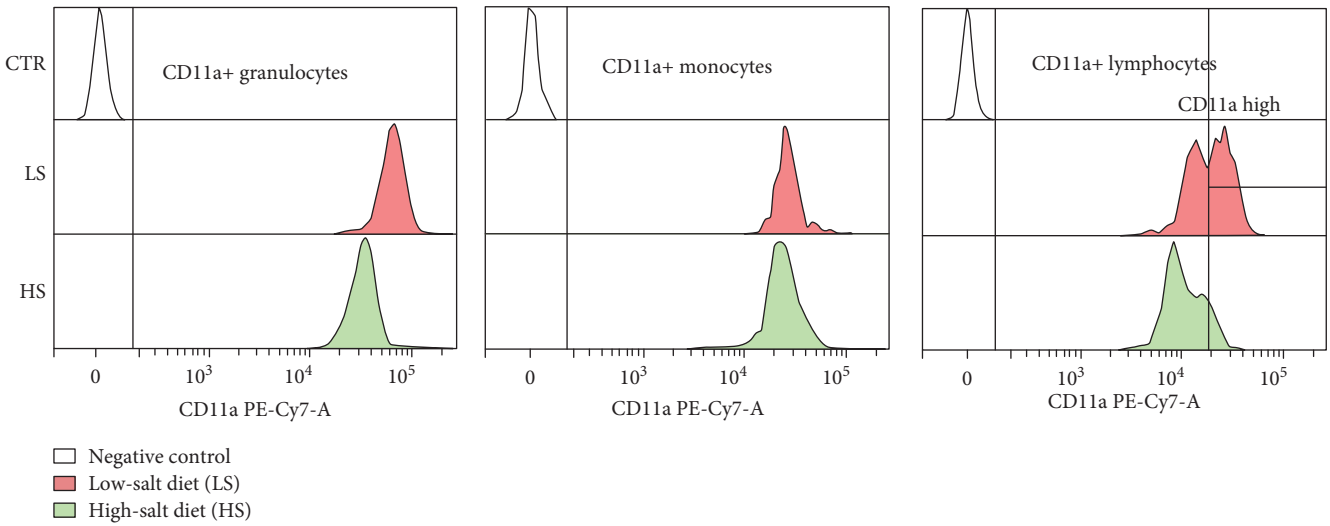 CTR
CD11a+ granulocytes
CD11a+ monocytes
CD11a+ lymphocytes
CD11a high
LS
HS
0 10³ 10⁴ 10⁵
0 10³ 10⁴ 10⁵
0 10³ 10⁴ 10⁵
CD11a PE-Cy7-A
CD11a PE-Cy7-A
CD11a PE-Cy7-A
Negative control
Low-salt diet (LS)
High-salt diet (HS)